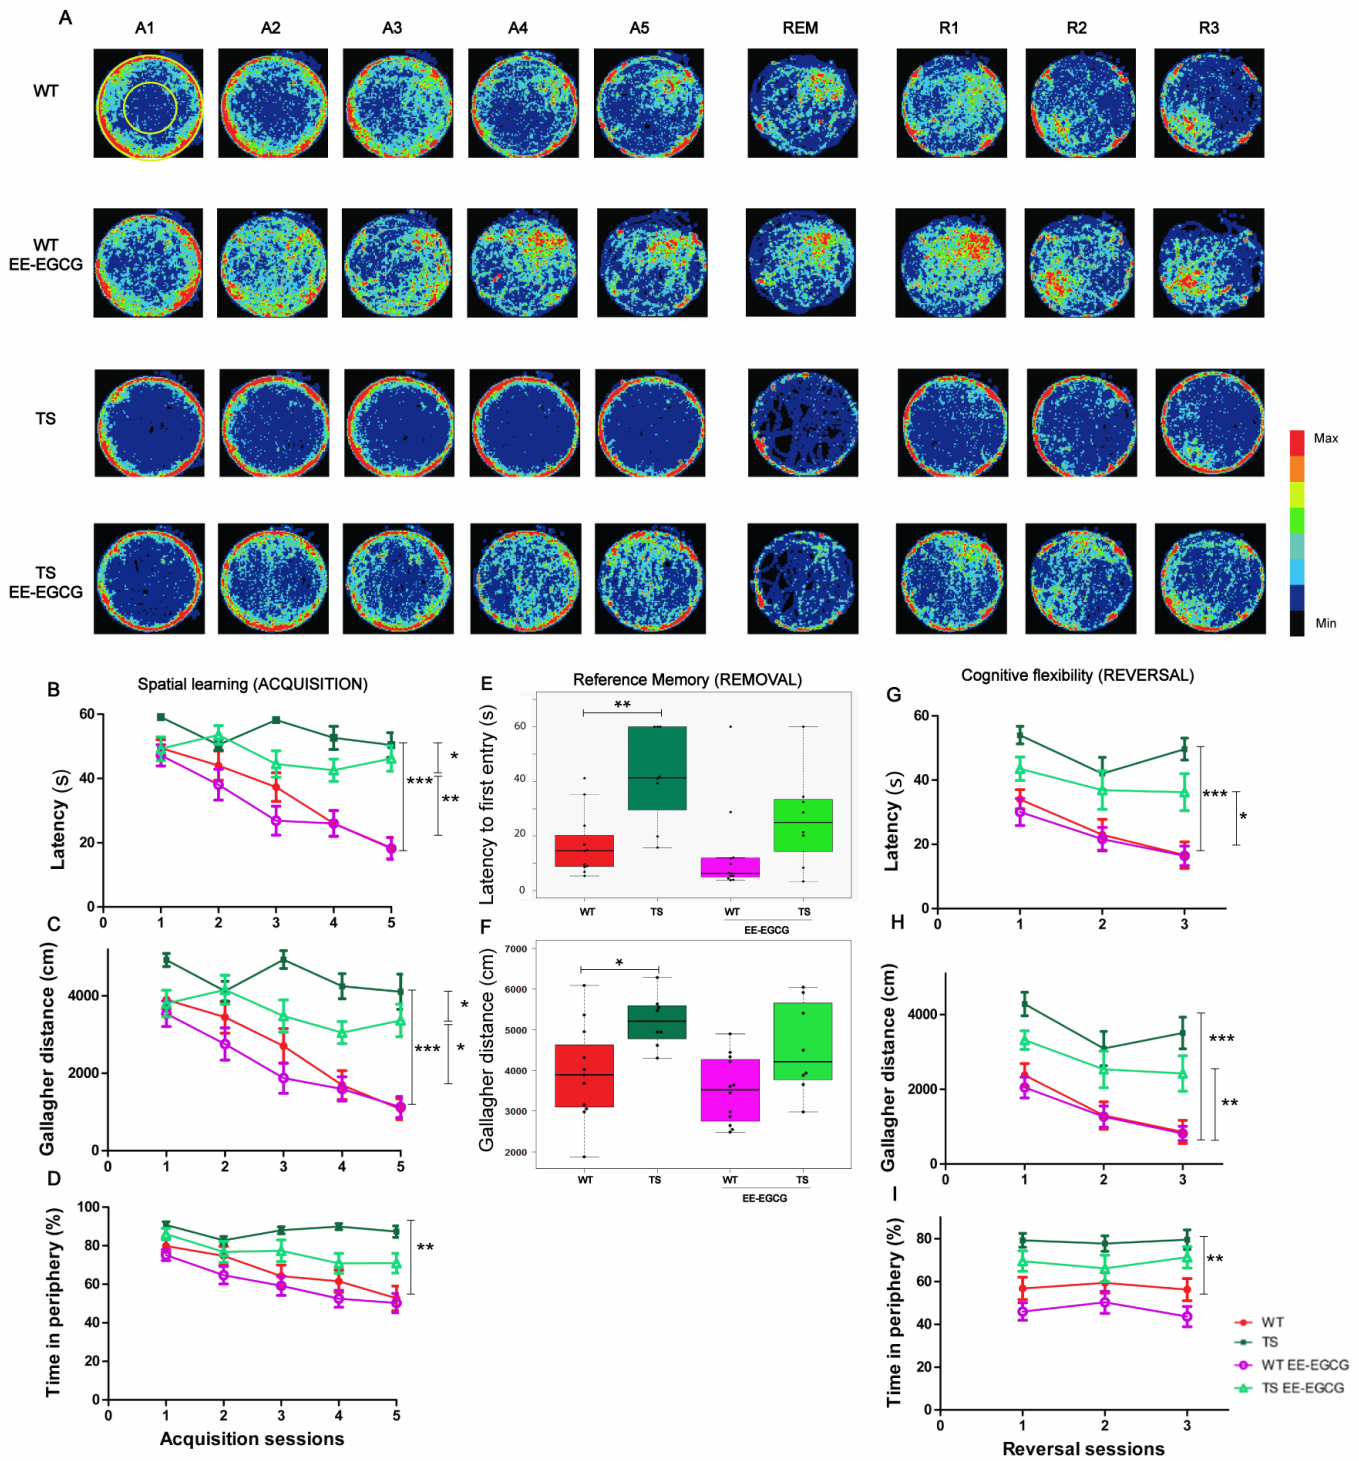 A
A1 A2 A3 A4 A5 REM R1 R2 R3
WT
WT
EE-EGCG
TS
TS
EE-EGCG
Max
Min
B
Spatial learning (ACQUISITION)
Latency (s)
60
40
20
0
0 1 2 3 4 5
***
*
**
C
Gallagher distance (cm)
4000
2000
0
0 1 2 3 4 5
***
*
*
D
Time in periphery (%)
100
80
60
40
20
0
0 1 2 3 4 5
**
Acquisition sessions
E
Reference Memory (REMOVAL)
Latency to first entry (s)
60
40
20
0
**
WT TS WT TS
EE-EGCG
F
Gallagher distance (cm)
7000
6000
5000
4000
3000
2000
*
WT TS WT TS
EE-EGCG
G
Cognitive flexibility (REVERSAL)
Latency (s)
60
40
20
0
0 1 2 3
***
*
H
Gallagher distance (cm)
4000
2000
0
0 1 2 3
***
**
I
Time in periphery (%)
80
60
40
20
0
0 1 2 3
**
Reversal sessions
WT
TS
WT EE-EGCG
TS EE-EGCG